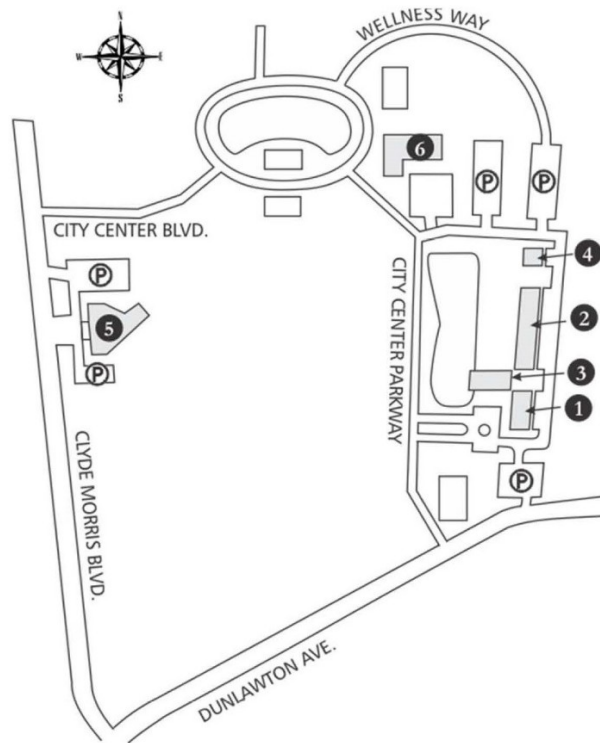 WELLNESS WAY
N
W E
S
6
P
P
CITY CENTER BLVD.
4
P
CITY CENTER PARKWAY
2
5
3
P
1
CLYDE MORRIS BLVD.
P
DUNLAWTON AVE.